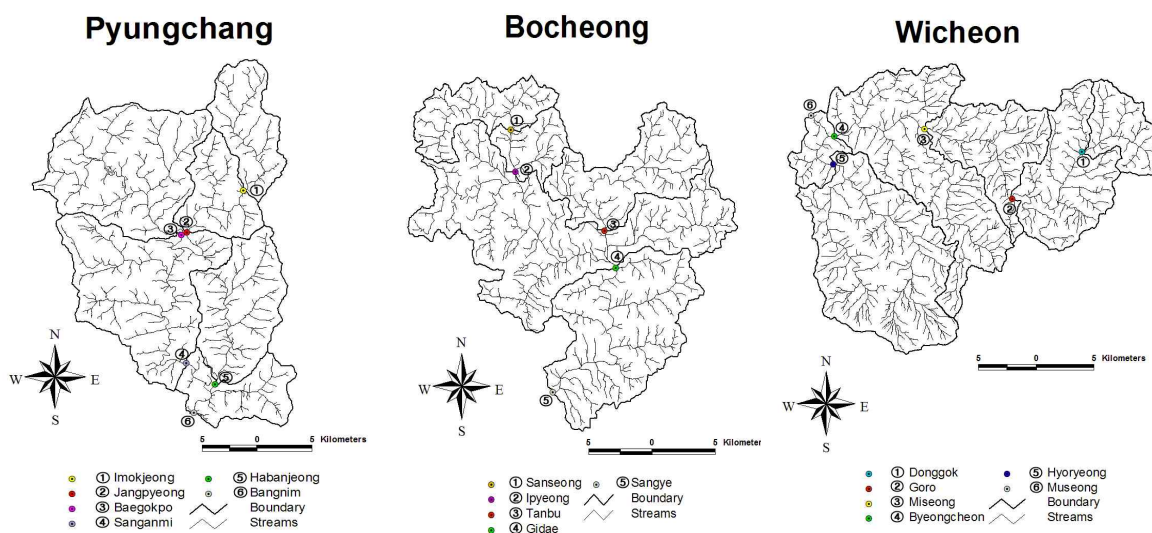 Pyungchang
①
②
③
④
⑤
⑥
N
W E
S
5 0 5 Kilometers
① Imokjeong ⑤ Habanjeong
② Jangpyeong ⑥ Bangnim
③ Baegokpo Boundary
④ Sanganmi Streams
Bocheong
①
②
③
④
⑤
N
W E
S
5 0 5 Kilometers
① Sanseong ⑤ Sangye
② Ipyeong Boundary
③ Tanbu Streams
④ Gidae
Wicheon
⑥
④
③
⑤
①
②
5 0 5 Kilometers
N
W E
S
① Donggok ⑤ Hyoryeong
② Goro ⑥ Museong
③ Miseong Boundary
④ Byeongcheon Streams